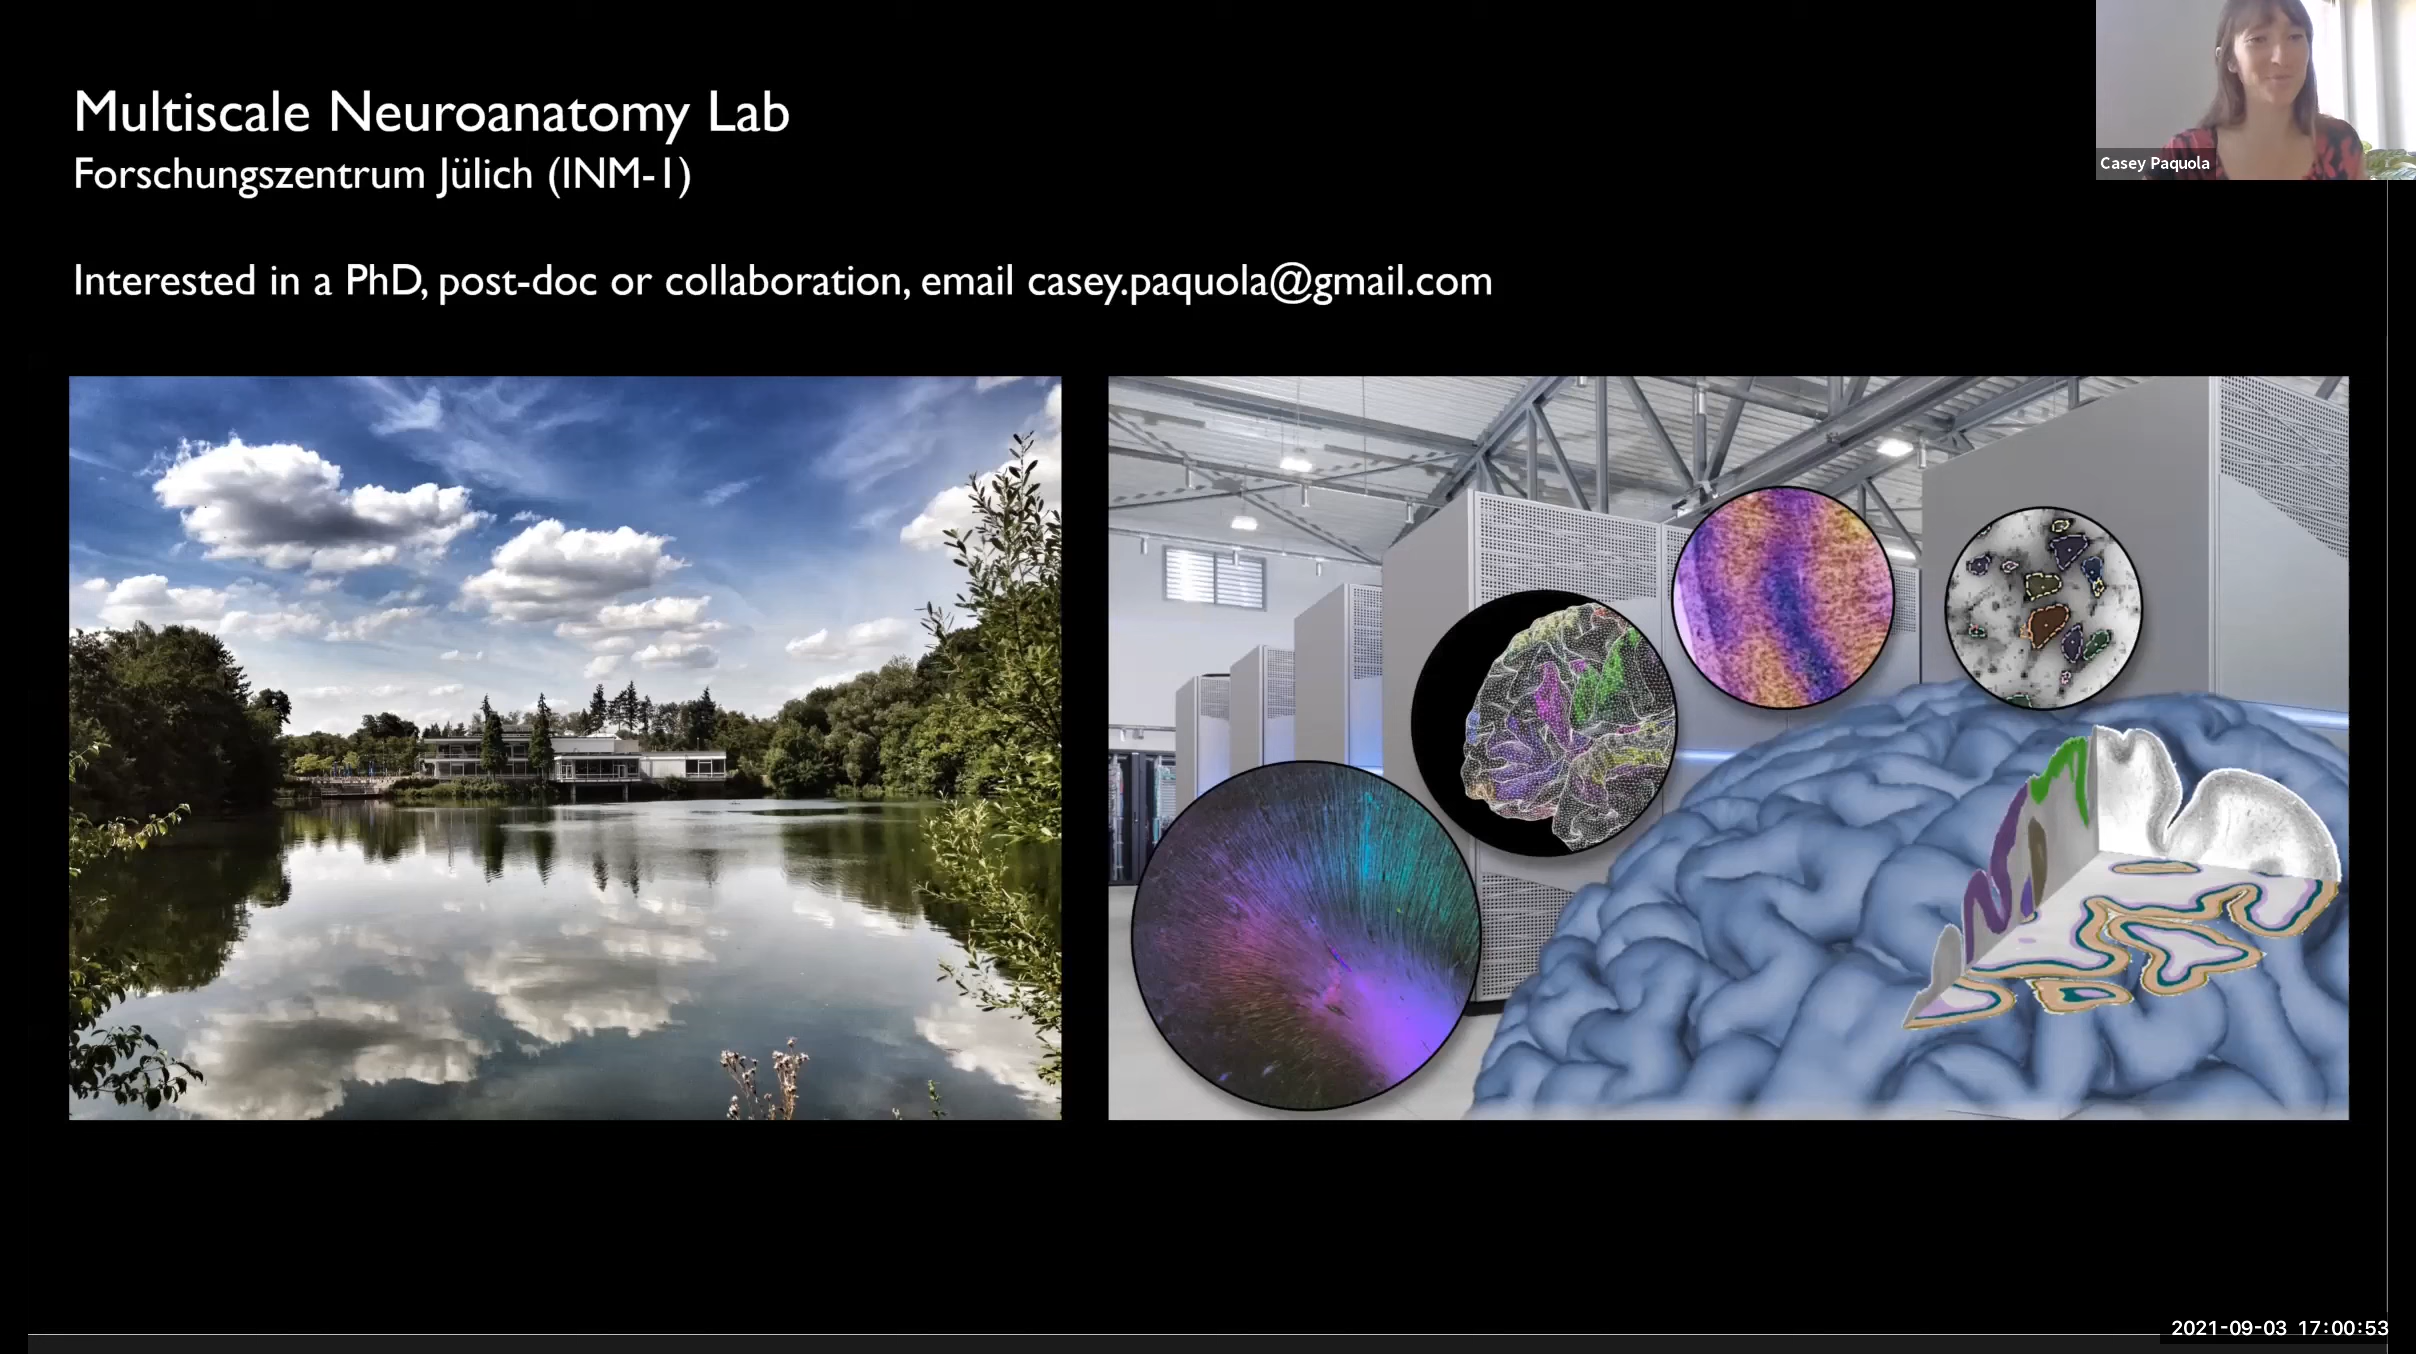 Multiscale Neuroanatomy Lab
Forschungszentrum Jülich (INM-1)
Interested in a PhD, post-doc or collaboration, email casey.paquola@gmail.com
Casey Paquola
2021-09-03 17:00:53